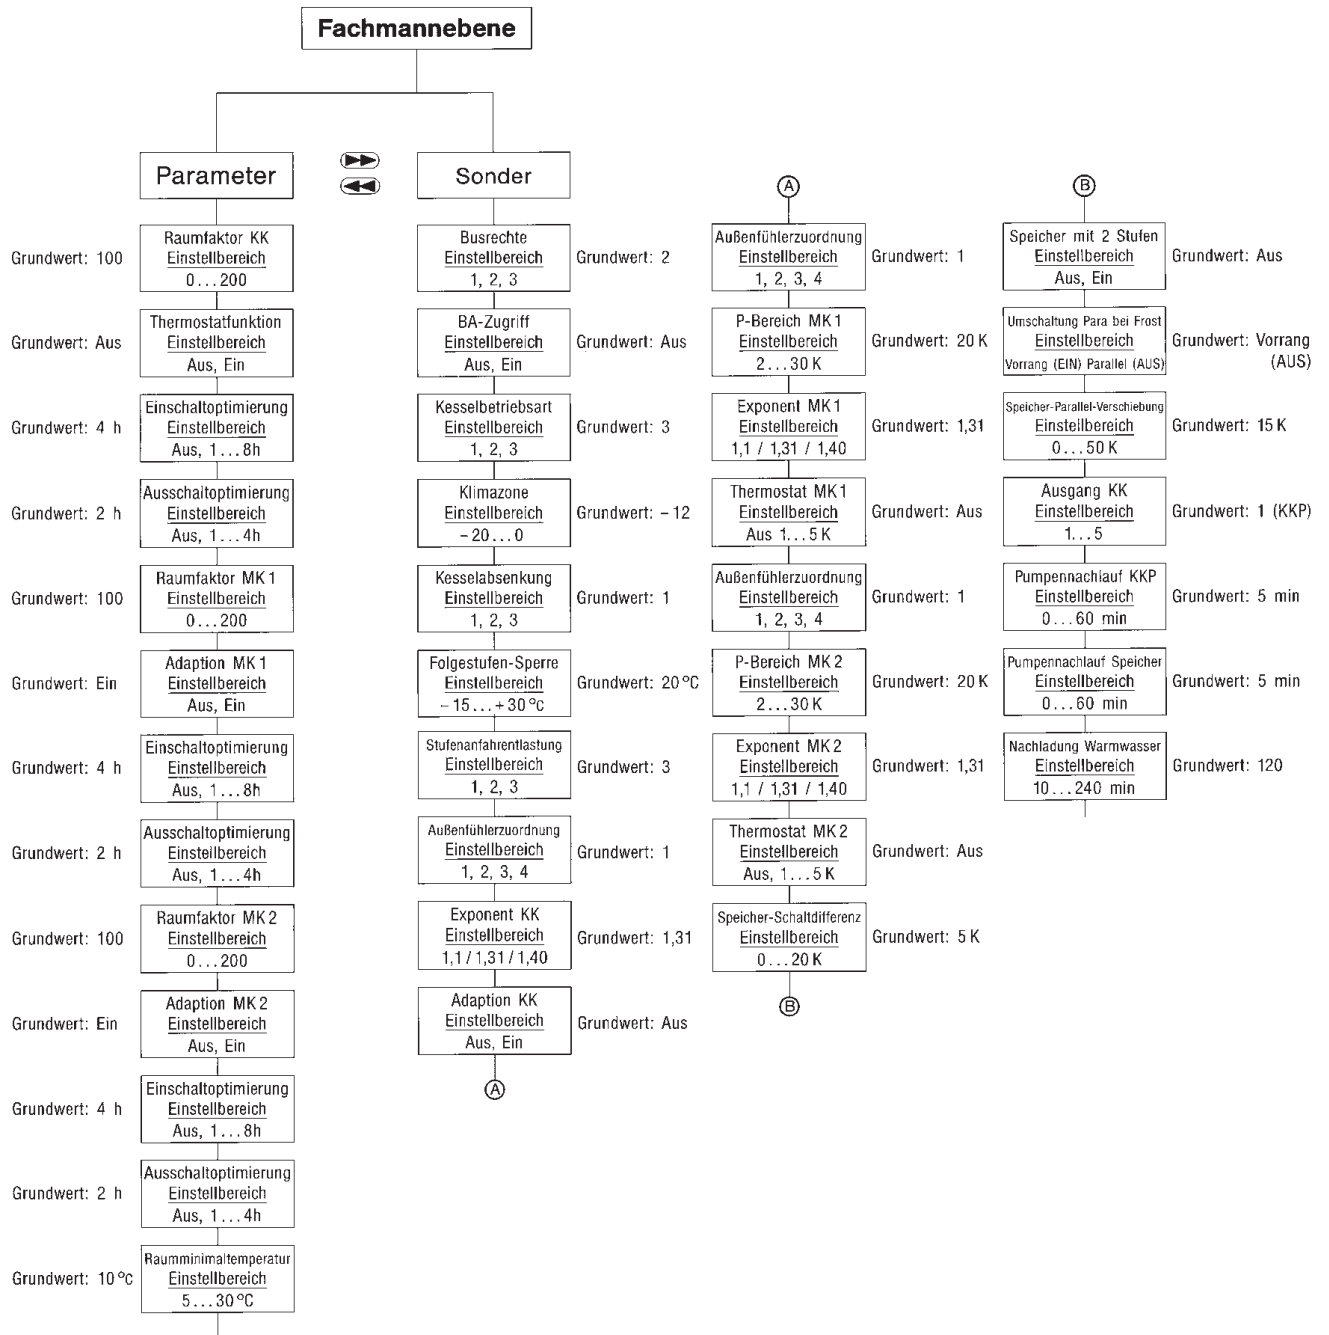 Fachmannebene
Parameter
Grundwert: 100
Raumfaktor KK
Einstellbereich
0...200
Grundwert: Aus
Thermostatfunktion
Einstellbereich
Aus, Ein
Grundwert: 4 h
Einschaltoptimierung
Einstellbereich
Aus, 1...8h
Grundwert: 2 h
Ausschaltoptimierung
Einstellbereich
Aus, 1...4h
Grundwert: 100
Raumfaktor MK1
Einstellbereich
0...200
Grundwert: Ein
Adaption MK1
Einstellbereich
Aus, Ein
Grundwert: 4 h
Einschaltoptimierung
Einstellbereich
Aus, 1...8h
Grundwert: 2 h
Ausschaltoptimierung
Einstellbereich
Aus, 1...4h
Grundwert: 100
Raumfaktor MK2
Einstellbereich
0...200
Grundwert: Ein
Adaption MK2
Einstellbereich
Aus, Ein
Grundwert: 4 h
Einschaltoptimierung
Einstellbereich
Aus, 1...8h
Grundwert: 2 h
Ausschaltoptimierung
Einstellbereich
Aus, 1...4h
Grundwert: 10°C
Raumminimaltemperatur
Einstellbereich
5...30°C
Sonder
Busrechte
Einstellbereich
1, 2, 3
Grundwert: 2
BA-Zugriff
Einstellbereich
Aus, Ein
Grundwert: Aus
Kesselbetriebsart
Einstellbereich
1, 2, 3
Grundwert: 3
Klimazone
Einstellbereich
-20...0
Grundwert: -12
Kesselabsenkung
Einstellbereich
1, 2, 3
Grundwert: 1
Folgestufen-Sperre
Einstellbereich
-15...+30°C
Grundwert: 20°C
Stufenanfahrentlastung
Einstellbereich
1, 2, 3
Grundwert: 3
Außenfühlerzuordnung
Einstellbereich
1, 2, 3, 4
Grundwert: 1
Exponent KK
Einstellbereich
1,1 / 1,31 / 1,40
Grundwert: 1,31
Adaption KK
Einstellbereich
Aus, Ein
Grundwert: Aus
A
A
Außenfühlerzuordnung
Einstellbereich
1, 2, 3, 4
Grundwert: 1
P-Bereich MK1
Einstellbereich
2...30 K
Grundwert: 20 K
Exponent MK1
Einstellbereich
1,1 / 1,31 / 1,40
Grundwert: 1,31
Thermostat MK1
Einstellbereich
Aus 1...5 K
Grundwert: Aus
Außenfühlerzuordnung
Einstellbereich
1, 2, 3, 4
Grundwert: 1
P-Bereich MK2
Einstellbereich
2...30 K
Grundwert: 20 K
Exponent MK2
Einstellbereich
1,1 / 1,31 / 1,40
Grundwert: 1,31
Thermostat MK2
Einstellbereich
Aus, 1...5 K
Grundwert: Aus
Speicher-Schaltdifferenz
Einstellbereich
0...20 K
Grundwert: 5 K
B
B
Speicher mit 2 Stufen
Einstellbereich
Aus, Ein
Grundwert: Aus
Umschaltung Para bei Frost
Einstellbereich
Vorrang (EIN) Parallel (AUS)
Grundwert: Vorrang
(AUS)
Speicher-Parallel-Verschiebung
Einstellbereich
0...50 K
Grundwert: 15 K
Ausgang KK
Einstellbereich
1...5
Grundwert: 1 (KKP)
Pumpennachlauf KKP
Einstellbereich
0...60 min
Grundwert: 5 min
Pumpennachlauf Speicher
Einstellbereich
0...60 min
Grundwert: 5 min
Nachladung Warmwasser
Einstellbereich
10...240 min
Grundwert: 120